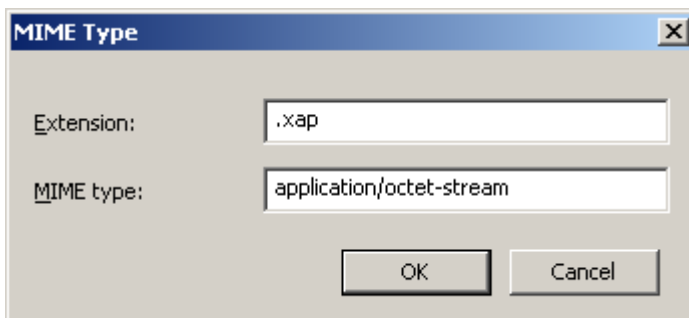 MIME Type
Extension: .xap
MIME type: application/octet-stream
OK Cancel